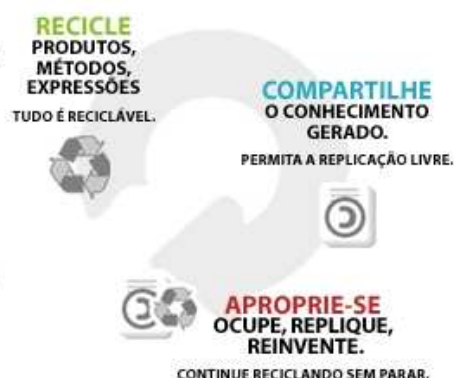 RECICLE
PRODUTOS,
MÉTODOS,
EXPRESSÕES
TUDO É RECICLÁVEL.
COMPARTILHE
O CONHECIMENTO
GERADO.
PERMITA A REPLICAÇÃO LIVRE.
APROPRIE-SE
OCUPE, REPLIQUE,
REINVENTE.
CONTINUE RECICLANDO SEM PARAR.